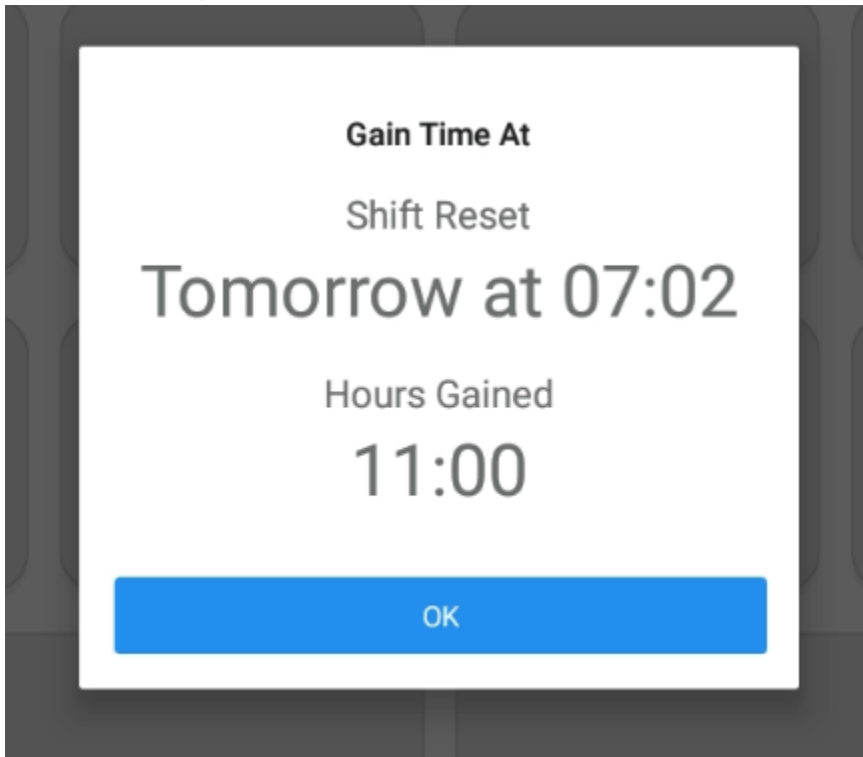 Gain Time At
Shift Reset
Tomorrow at 07:02
Hours Gained
11:00
OK